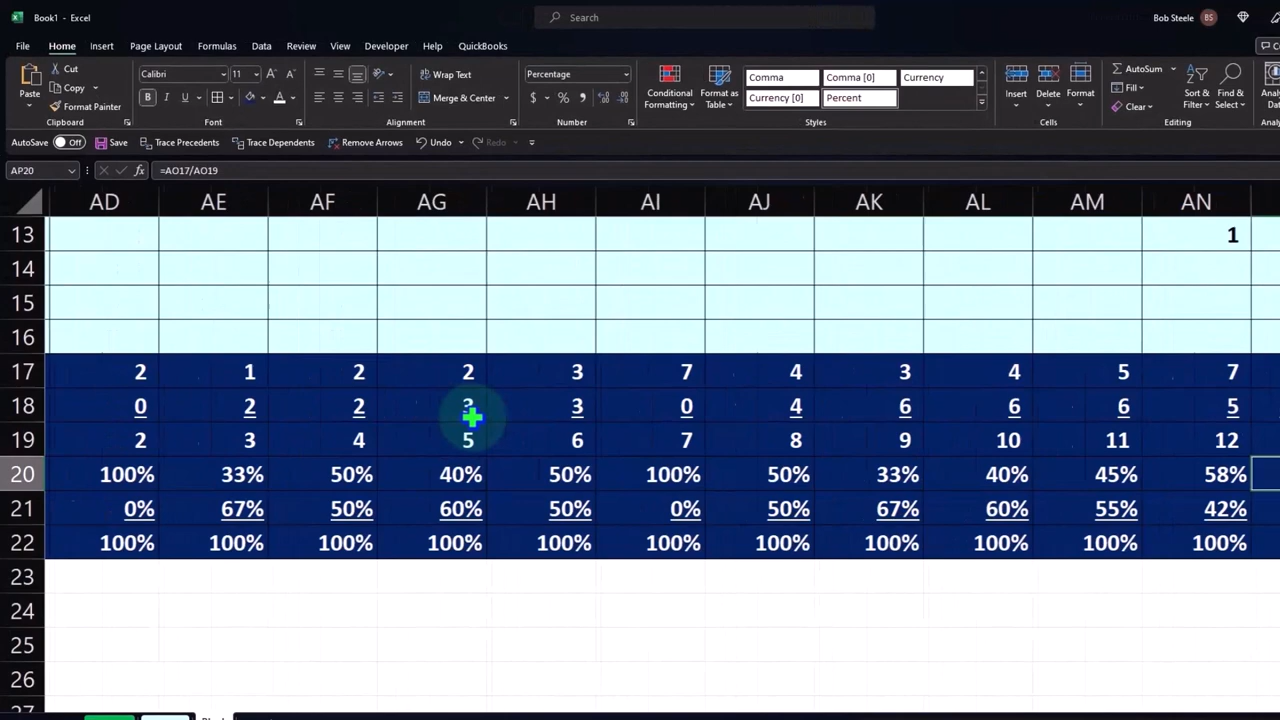 Book1 - Excel
Search
Bob Steele BS
File Home Insert Page Layout Formulas Data Review View Developer Help QuickBooks
Paste
Cut
Copy
Format Painter
Clipboard
Calibri 11
B I U
Font
Wrap Text
Merge & Center
Alignment
Percentage
$ %
Number
Conditional Formatting
Format as Table
Comma Comma [0] Currency
Currency [0] Percent
Styles
Insert Delete Format
Cells
AutoSum
Fill
Clear
Sort & Filter
Find & Select
Editing
AutoSave Off Save Trace Precedents Trace Dependents Remove Arrows Undo Redo
AP20 fx =AO17/AO19
AD AE AF AG AH AI AJ AK AL AM AN
13 1
14
15
16
17 2 1 2 2 3 7 4 3 4 5 7
18 0 2 2 3 3 0 4 6 6 6 5
19 2 3 4 5 6 7 8 9 10 11 12
20 100% 33% 50% 40% 50% 100% 50% 33% 40% 45% 58%
21 0% 67% 50% 60% 50% 0% 50% 67% 60% 55% 42%
22 100% 100% 100% 100% 100% 100% 100% 100% 100% 100% 100%
23
24
25
26
27